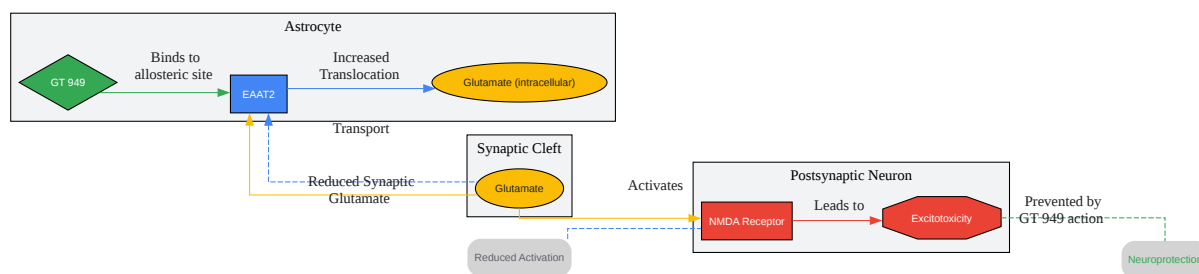 Astrocyte
GT 949
Binds to
allosteric site
EAAT2
Increased
Translocation
Glutamate (intracellular)
Transport
Synaptic Cleft
Reduced Synaptic
Glutamate
Glutamate
Activates
Postsynaptic Neuron
NMDA Receptor
Leads to
Excitotoxicity
Prevented by
GT 949 action
Reduced Activation
Neuroprotection